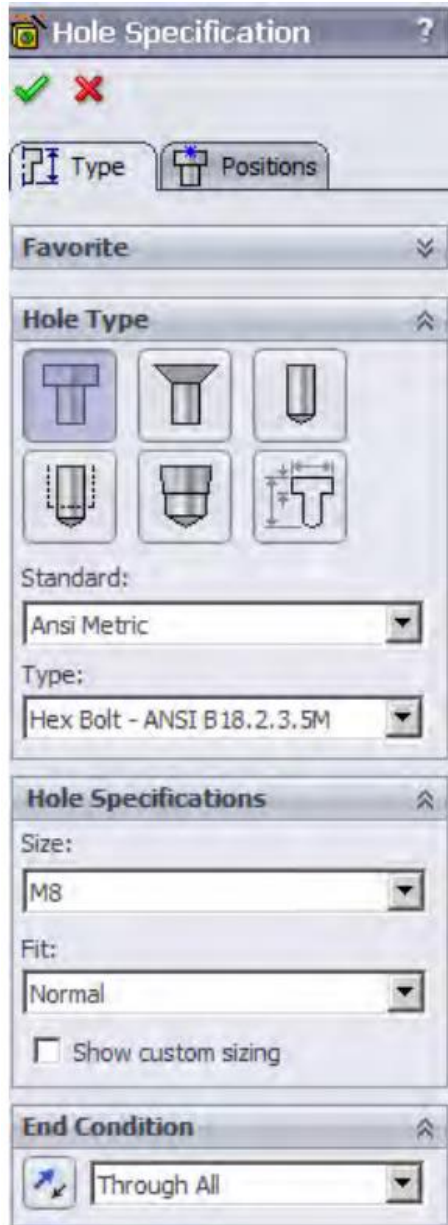 Hole Specification ?
Type Positions
Favorite
Hole Type
Standard:
Ansi Metric
Type:
Hex Bolt - ANSI B18.2.3.5M
Hole Specifications
Size:
M8
Fit:
Normal
Show custom sizing
End Condition
Through All